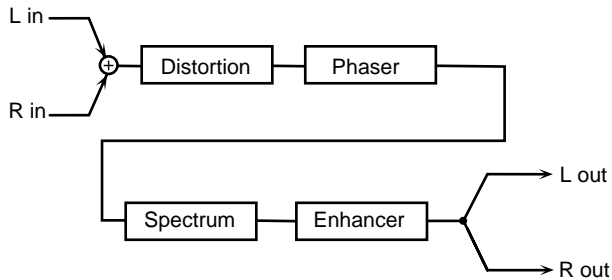 L in
R in
+
Distortion
Phaser
Spectrum
Enhancer
L out
R out